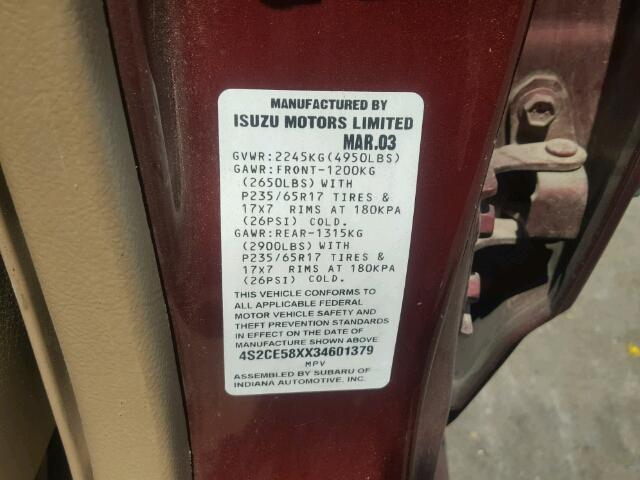 MANUFACTURED BY
ISUZU MOTORS LIMITED
MAR.03
GVWR:2245KG(4950LBS)
GAWR:FRONT-1200KG
(2650LBS) WITH
P235/65R17 TIRES &
17X7 RIMS AT 180KPA
(26PSI) COLD.
GAWR:REAR-1315KG
(2900LBS) WITH
P235/65R17 TIRES &
17X7 RIMS AT 180KPA
(26PSI) COLD.
THIS VEHICLE CONFORMS TO
ALL APPLICABLE FEDERAL
MOTOR VEHICLE SAFETY AND
THEFT PREVENTION STANDARDS
IN EFFECT ON THE DATE OF
MANUFACTURE SHOWN ABOVE.
4S2CE58XX34601379
MPV
ASSEMBLED BY SUBARU OF
INDIANA AUTOMOTIVE, INC.